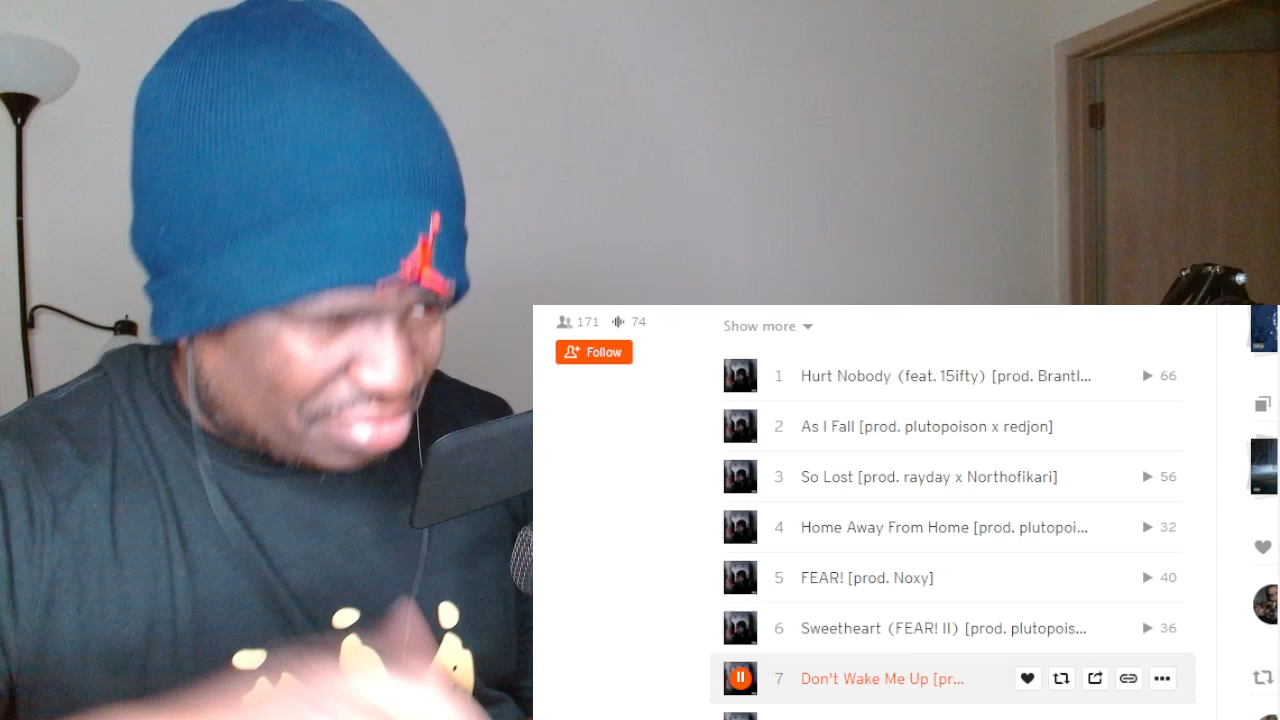 171 74
Follow
Show more
1 Hurt Nobody (feat. 15ifty) [prod. Brantl... 66
2 As I Fall [prod. plutopoison x redjon]
3 So Lost [prod. rayday x Northofikari] 56
4 Home Away From Home [prod. plutopoi... 32
5 FEAR! [prod. Noxy] 40
6 Sweetheart (FEAR! II) [prod. plutopois... 36
7 Don't Wake Me Up [pr...